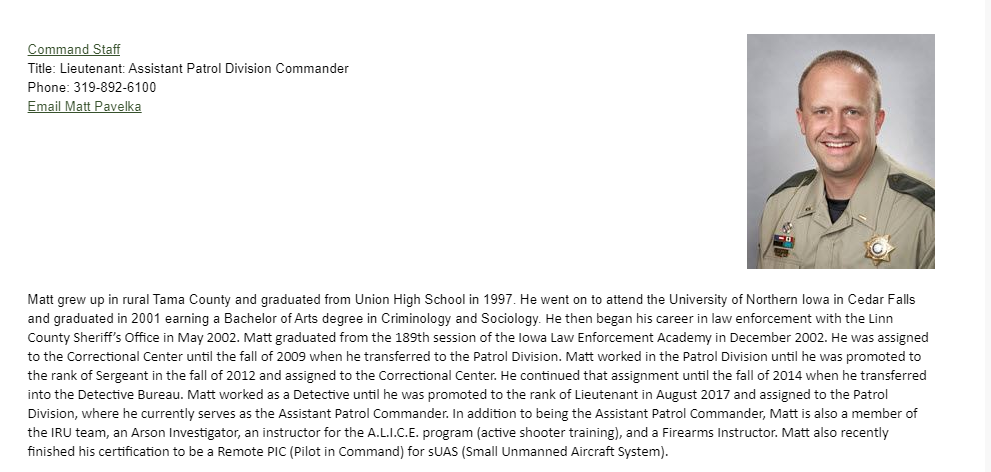 Command Staff
Title: Lieutenant: Assistant Patrol Division Commander
Phone: 319-892-6100
Email Matt Pavelka
Matt grew up in rural Tama County and graduated from Union High School in 1997. He went on to attend the University of Northern Iowa in Cedar Falls
and graduated in 2001 earning a Bachelor of Arts degree in Criminology and Sociology. He then began his career in law enforcement with the Linn
County Sheriff's Office in May 2002. Matt graduated from the 189th session of the Iowa Law Enforcement Academy in December 2002. He was assigned
to the Correctional Center until the fall of 2009 when he transferred to the Patrol Division. Matt worked in the Patrol Division until he was promoted to
the rank of Sergeant in the fall of 2012 and assigned to the Correctional Center. He continued that assignment until the fall of 2014 when he transferred
into the Detective Bureau. Matt worked as a Detective until he was promoted to the rank of Lieutenant in August 2017 and assigned to the Patrol
Division, where he currently serves as the Assistant Patrol Commander. In addition to being the Assistant Patrol Commander, Matt is also a member of
the IRU team, an Arson Investigator, an instructor for the A.L.I.C.E. program (active shooter training), and a Firearms Instructor. Matt also recently
finished his certification to be a Remote PIC (Pilot in Command) for sUAS (Small Unmanned Aircraft System).